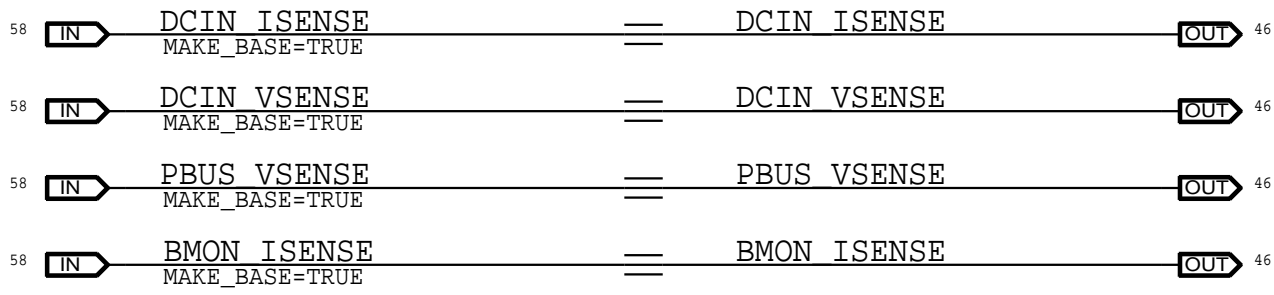 58 IN DCIN_ISENSE DCIN_ISENSE OUT 46
MAKE_BASE=TRUE
58 IN DCIN_VSENSE DCIN_VSENSE OUT 46
MAKE_BASE=TRUE
58 IN PBUS_VSENSE PBUS_VSENSE OUT 46
MAKE_BASE=TRUE
58 IN BMON_ISENSE BMON_ISENSE OUT 46
MAKE_BASE=TRUE